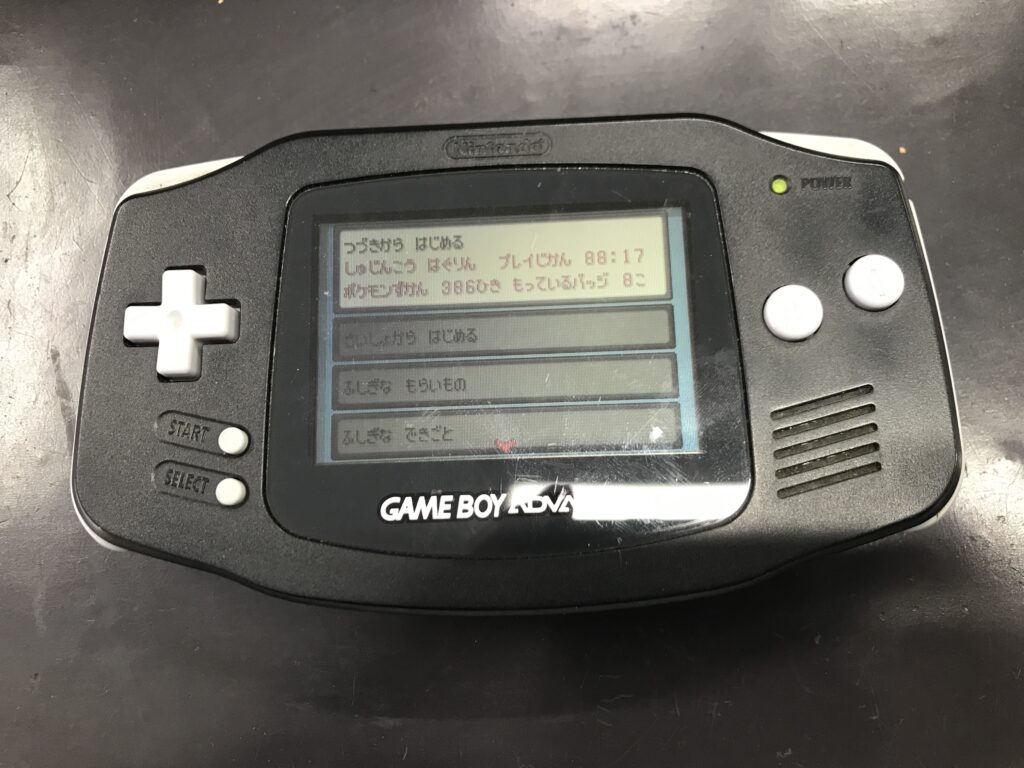 Nintendo
POWER
つづきから はじめる
しゅじんこう はぐりん プレイじかん 88:17
ポケモンずかん 386ひき もっているバッジ 8こ
さいしょから はじめる
ふしぎな もらいもの
ふしぎな できごと
START
SELECT
GAME BOY ADVA